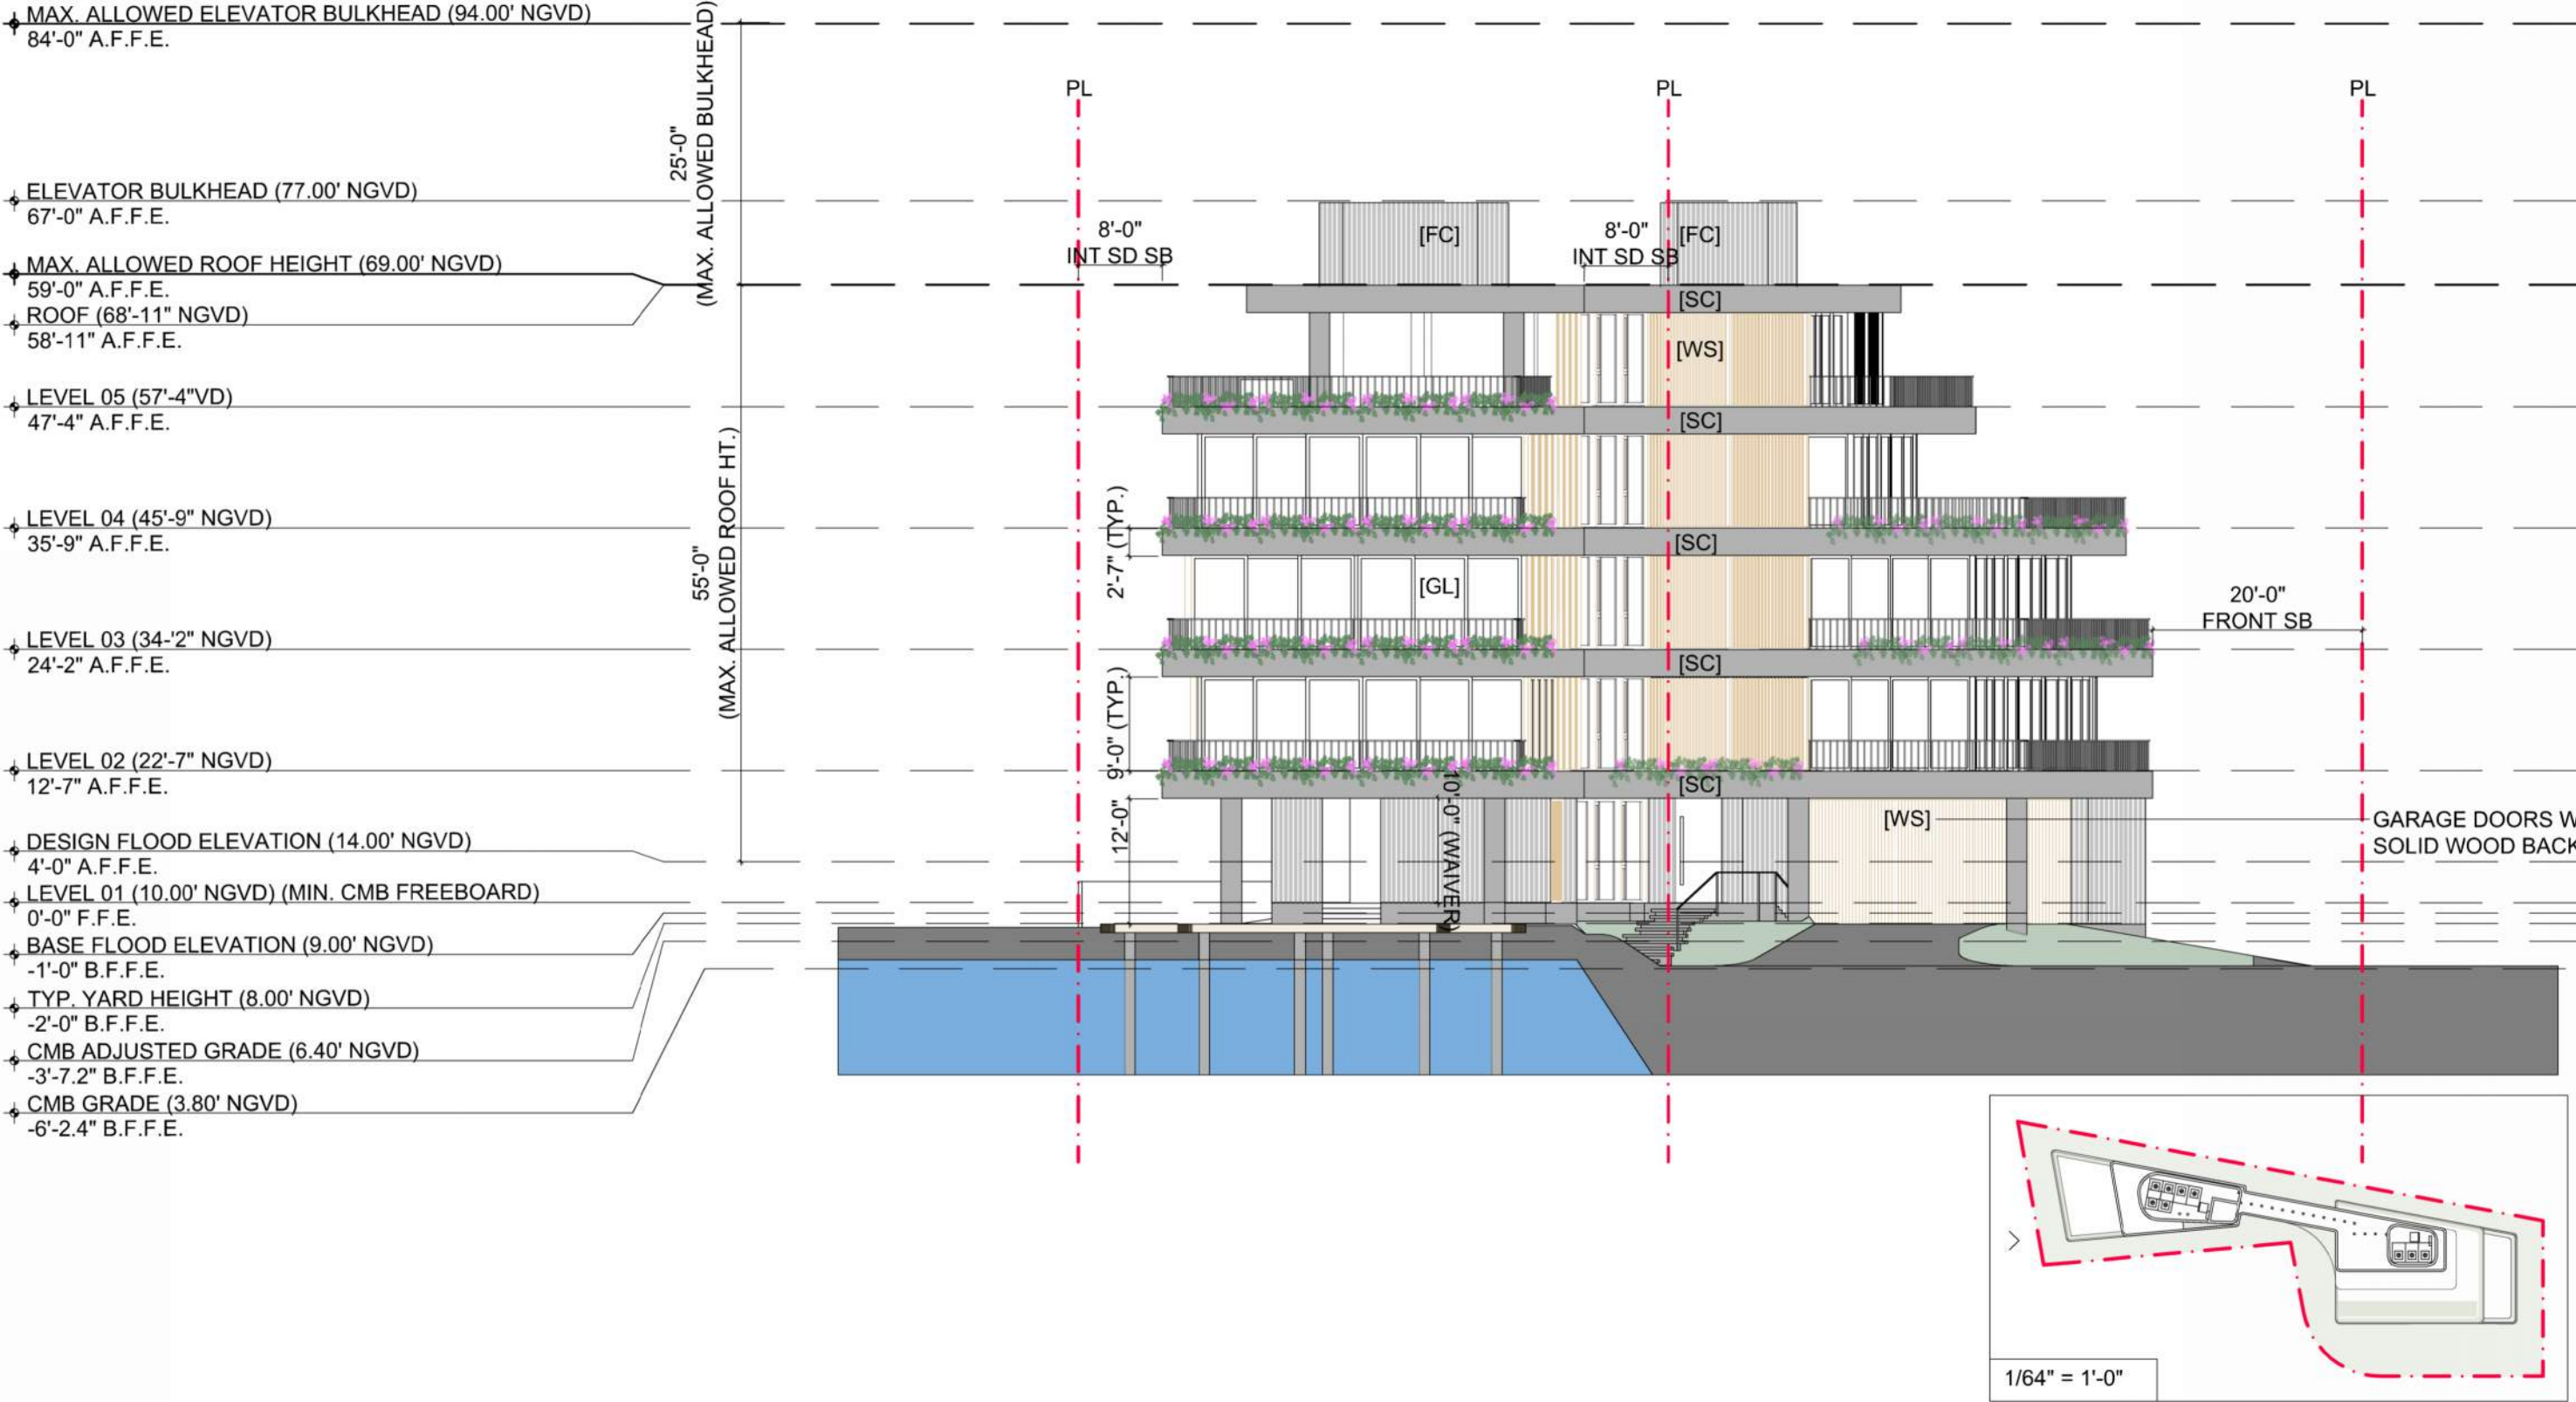 MAX. ALLOWED ELEVATOR BULKHEAD (94.00' NGVD)
84'-0" A.F.F.E.
ELEVATOR BULKHEAD (77.00' NGVD)
67'-0" A.F.F.E.
MAX. ALLOWED ROOF HEIGHT (69.00' NGVD)
59'-0" A.F.F.E.
ROOF (68'-11" NGVD)
58'-11" A.F.F.E.
LEVEL 05 (57'-4"VD)
47'-4" A.F.F.E.
LEVEL 04 (45'-9" NGVD)
35'-9" A.F.F.E.
LEVEL 03 (34-'2" NGVD)
24'-2" A.F.F.E.
LEVEL 02 (22'-7" NGVD)
12'-7" A.F.F.E.
DESIGN FLOOD ELEVATION (14.00' NGVD)
4'-0" A.F.F.E.
LEVEL 01 (10.00' NGVD) (MIN. CMB FREEBOARD)
0'-0" F.F.E.
BASE FLOOD ELEVATION (9.00' NGVD)
-1'-0" B.F.F.E.
TYP. YARD HEIGHT (8.00' NGVD)
-2'-0" B.F.F.E.
CMB ADJUSTED GRADE (6.40' NGVD)
-3'-7.2" B.F.F.E.
CMB GRADE (3.80' NGVD)
-6'-2.4" B.F.F.E.
25'-0"
(MAX. ALLOWED BULKHEAD)
55'-0"
(MAX. ALLOWED ROOF HT.)
PL
PL
PL
8'-0"
INT SD SB
8'-0"
INT SD SB
[FC]
[FC]
[SC]
[WS]
[SC]
2'-7" (TYP.)
[SC]
[GL]
20'-0"
FRONT SB
[SC]
9'-0" (TYP.)
[SC]
12'-0"
10'-0" (WAIVER)
[WS]
GARAGE DOORS W
SOLID WOOD BACK
1/64" = 1'-0"